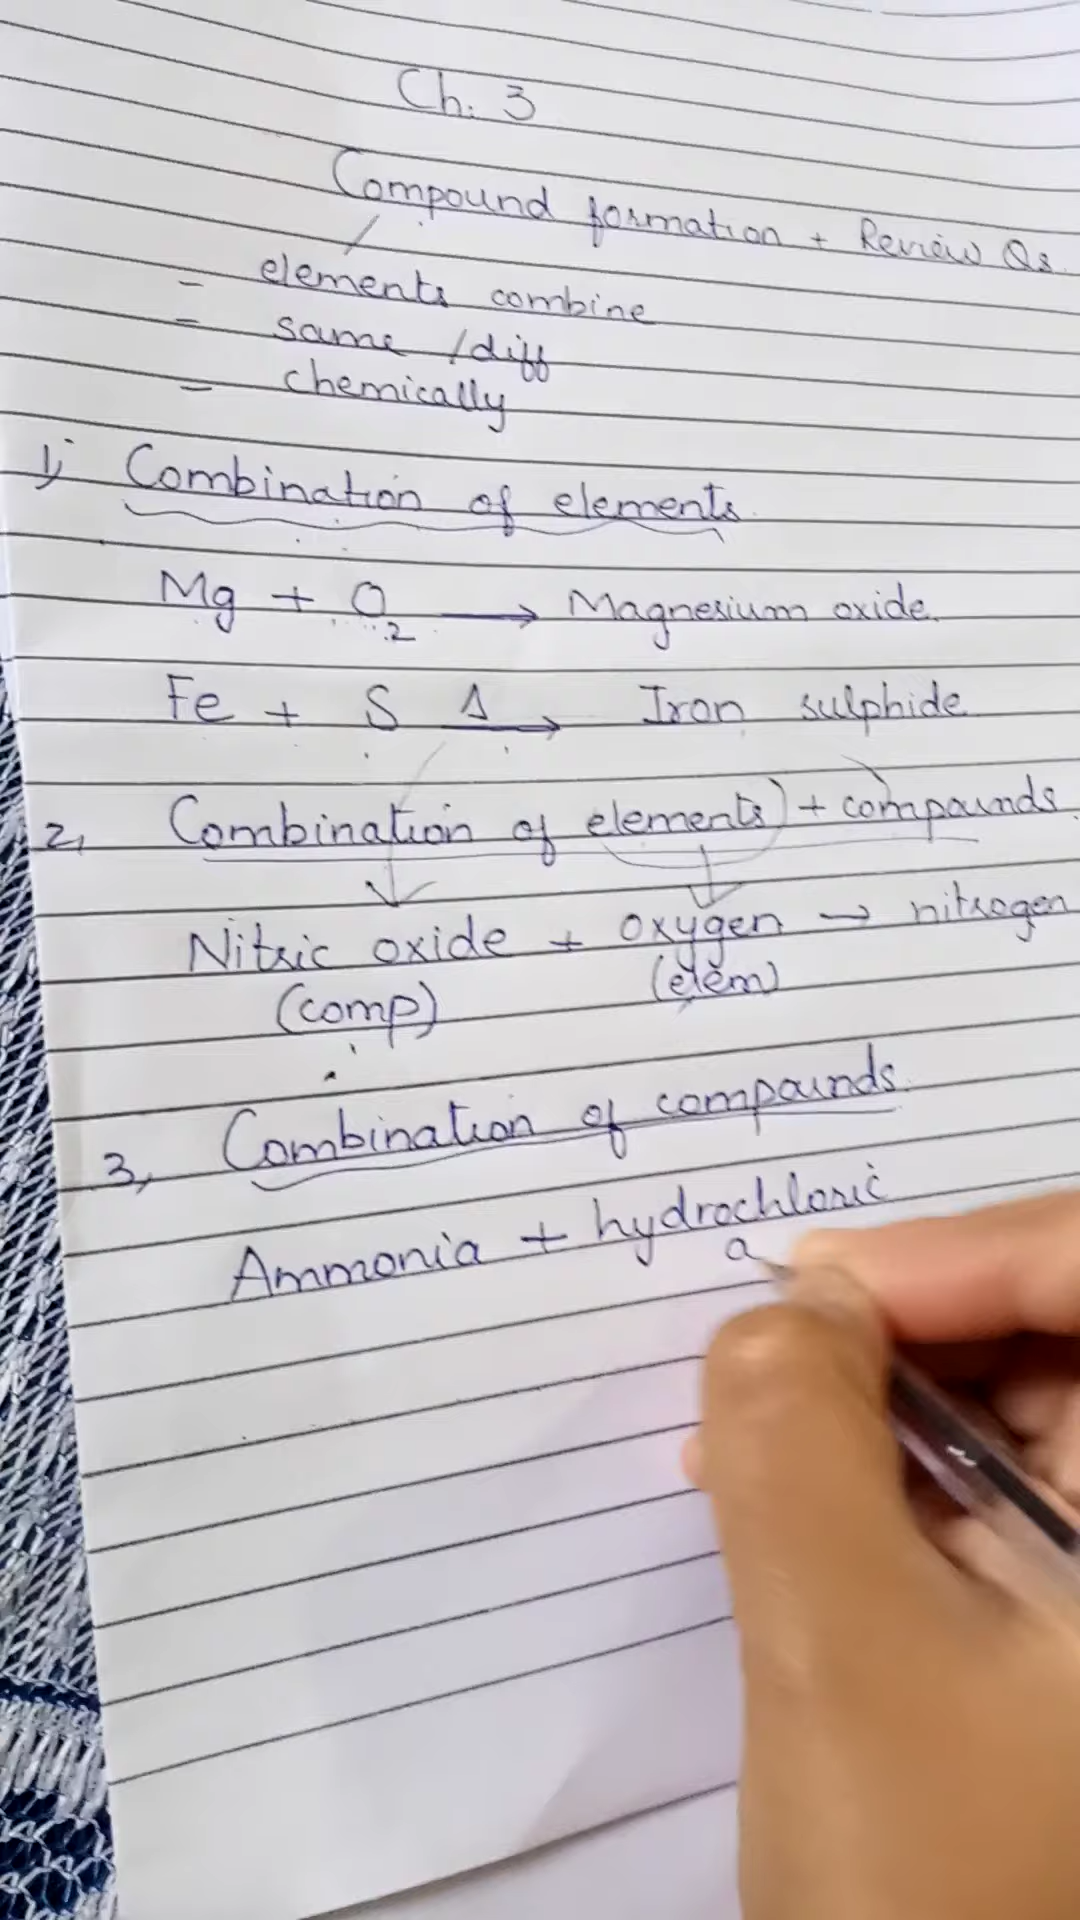 Ch. 3
Compound formation + Review Qs.
- elements combine
- same / diff
- chemically
1) Combination of elements
Mg + O2 → Magnesium oxide.
Fe + S Δ→ Iron sulphide
2, Combination of elements) + compounds
Nitric oxide + oxygen → nitrogen
(comp) (elem)
3, Combination of compounds.
Ammonia + hydrochloric
a